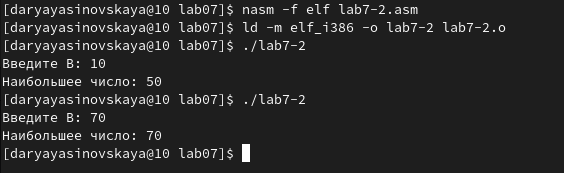 [daryayasinovskaya@10 lab07]$ nasm -f elf lab7-2.asm
[daryayasinovskaya@10 lab07]$ ld -m elf_i386 -o lab7-2 lab7-2.o
[daryayasinovskaya@10 lab07]$ ./lab7-2
Введите B: 10
Наибольшее число: 50
[daryayasinovskaya@10 lab07]$ ./lab7-2
Введите B: 70
Наибольшее число: 70
[daryayasinovskaya@10 lab07]$